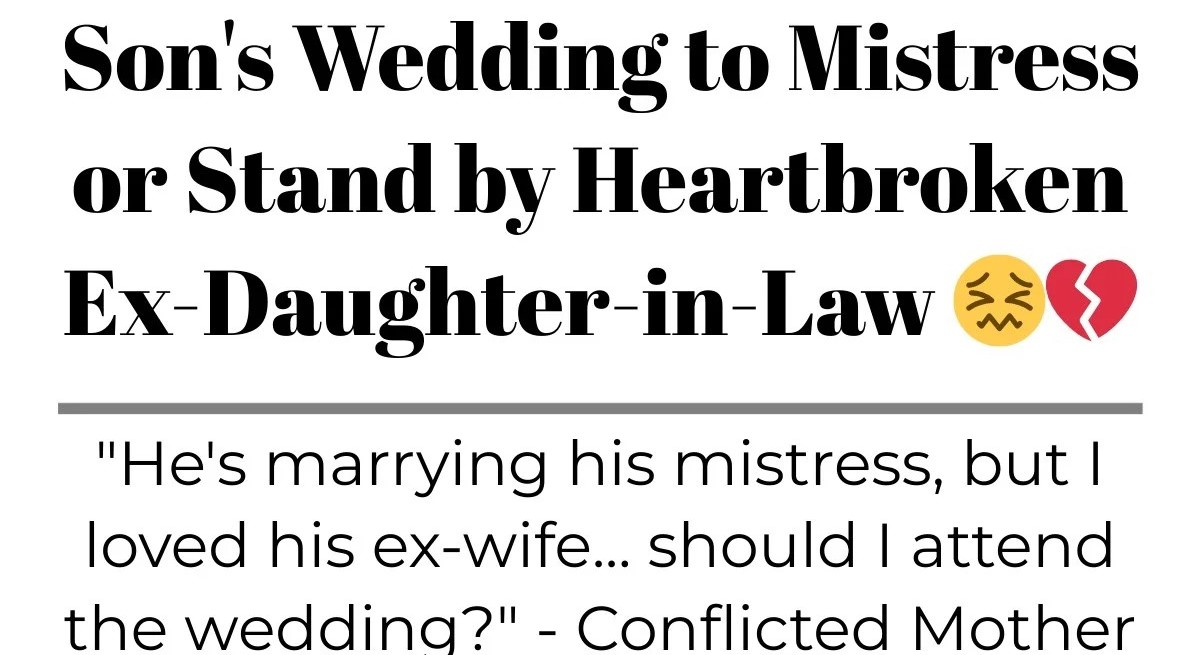 Son's Wedding to Mistress
or Stand by Heartbroken
Ex-Daughter-in-Law 😖💔
"He's marrying his mistress, but I
loved his ex-wife... should I attend
the wedding?" - Conflicted Mother